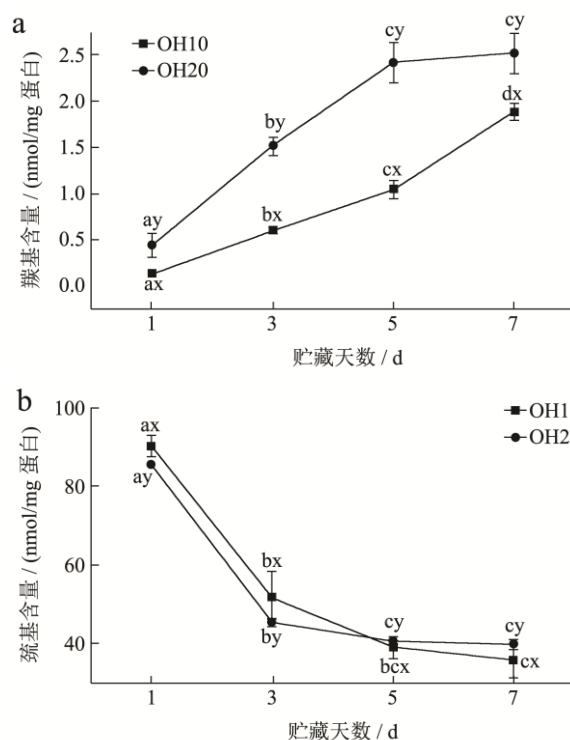 a
OH10
OH20
羰基含量 / (nmol/mg 蛋白)
2.5
2.0
1.5
1.0
0.5
0.0
ay
ax
by
bx
cy
cx
cy
dx
1
3
5
7
贮藏天数 / d
b
OH1
OH2
巯基含量 / (nmol/mg 蛋白)
100
80
60
40
ax
ay
bx
by
cy
bcx
cy
cx
1
3
5
7
贮藏天数 / d